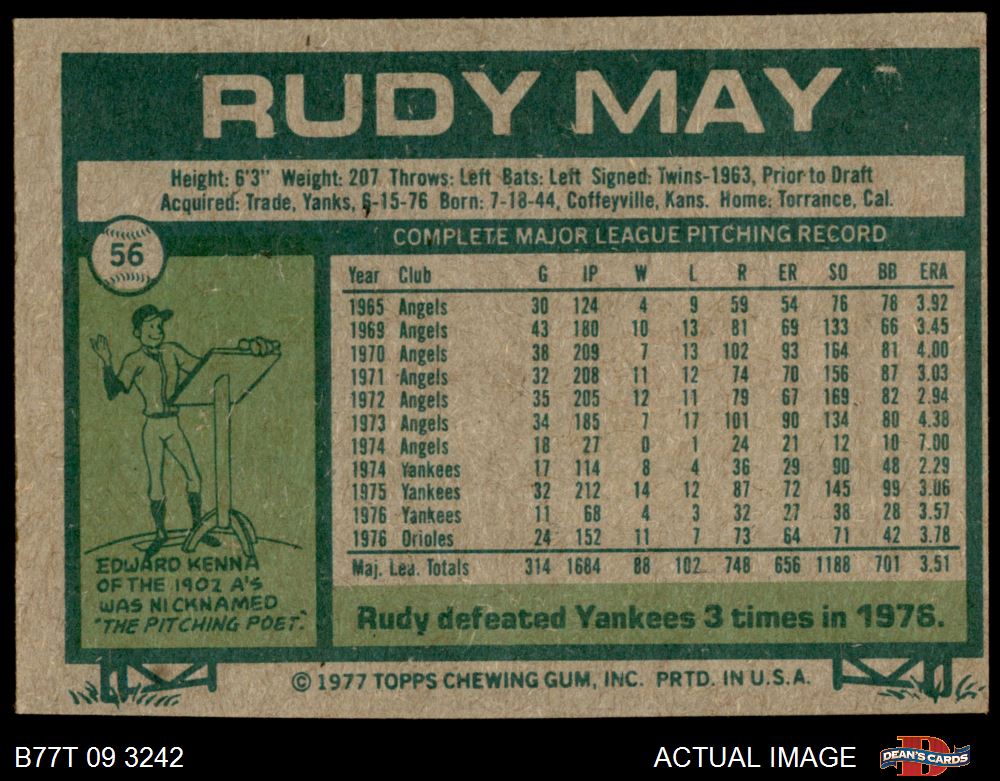 RUDY MAY
Height: 6'3" Weight: 207 Throws: Left Bats: Left Signed: Twins-1963, Prior to Draft
Acquired: Trade, Yanks, 6-15-76 Born: 7-18-44, Coffeyville, Kans. Home: Torrance, Cal.
56
COMPLETE MAJOR LEAGUE PITCHING RECORD
Year Club G IP W L R ER SO BB ERA
1965 Angels 30 124 4 9 59 54 76 78 3.92
1969 Angels 43 180 10 13 81 69 133 66 3.45
1970 Angels 38 209 7 13 102 93 164 81 4.00
1971 Angels 32 208 11 12 74 70 156 87 3.03
1972 Angels 35 205 12 11 79 67 169 82 2.94
1973 Angels 34 185 7 17 101 90 134 80 4.38
1974 Angels 18 27 0 1 24 21 12 10 7.00
1974 Yankees 17 114 8 4 36 29 90 48 2.29
1975 Yankees 32 212 14 12 87 72 145 99 3.06
1976 Yankees 11 68 4 3 32 27 38 28 3.57
1976 Orioles 24 152 11 7 73 64 71 42 3.78
Maj. Lea. Totals 314 1684 88 102 748 656 1188 701 3.51
EDWARD KENNA
OF THE 1902 A'S
WAS NICKNAMED
"THE PITCHING POET."
Rudy defeated Yankees 3 times in 1976.
© 1977 TOPPS CHEWING GUM, INC. PRTD. IN U.S.A.
B77T 09 3242
ACTUAL IMAGE
D
DEAN'S CARDS